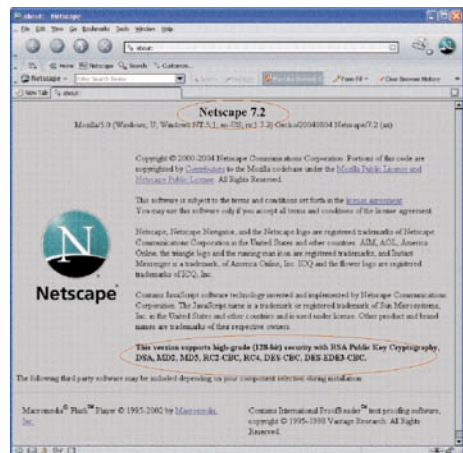 about: Netscape
File Edit View Go Bookmarks Tools Window Help
about:
Home Netscape Search Customize...
Netscape Enter Search Terms Search Form Fill Clear Browser History
New Tab about:
Netscape 7.2
Mozilla/5.0 (Windows; U; Windows NT 5.1; en-US; rv:1.7.2) Gecko/20040804 Netscape/7.2 (ax)
Copyright © 2000-2004 Netscape Communications Corporation. Portions of this code are
copyrighted by Contributors to the Mozilla codebase under the Mozilla Public License and
Netscape Public License. All Rights Reserved.
This software is subject to the terms and conditions set forth in the license agreement.
You may use this software only if you accept all terms and conditions of the license agreement.
Netscape, Netscape Navigator, and the Netscape logo are registered trademarks of Netscape
Communications Corporation in the United States and other countries. AIM, AOL, America
Online, the triangle logo and the running man icon are registered trademarks, and Instant
Messenger is a trademark, of America Online, Inc. ICQ and the flower logo are registered
trademarks of ICQ, Inc.
N
Netscape
Contains JavaScript software technology invented and implemented by Netscape Communications
Corporation. The JavaScript name is a trademark or registered trademark of Sun Microsystems,
Inc. in the United States and other countries and is used under license. Other product and brand
names are trademarks of their respective owners.
This version supports high-grade (128-bit) security with RSA Public Key Cryptography,
DSA, MD2, MD5, RC2-CBC, RC4, DES-CBC, DES-EDE3-CBC.
The following third party software may be included depending on your component selection during installation:
Macromedia® Flash™ Player © 1995-2002 by Macromedia,
Inc.
Contains International ProofReader™ text proofing software,
copyright © 1995-1998 Vantage Research. All Rights
Reserved.